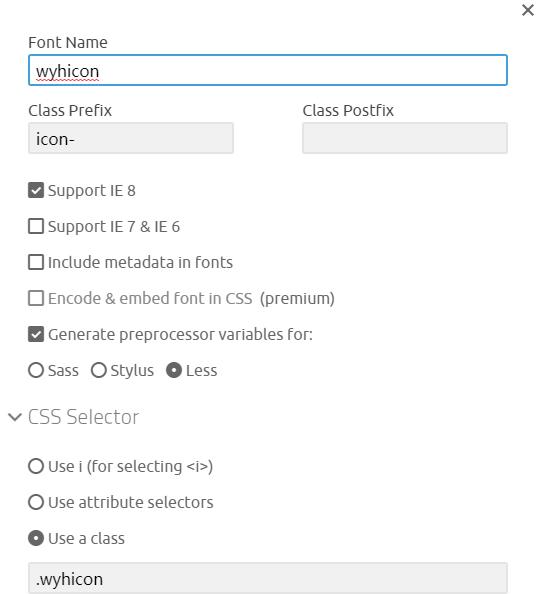 Font Name
wyhicon
Class Prefix
Class Postfix
icon-
Support IE 8
Support IE 7 & IE 6
Include metadata in fonts
Encode & embed font in CSS (premium)
Generate preprocessor variables for:
Sass Stylus Less
CSS Selector
Use i (for selecting <i>)
Use attribute selectors
Use a class
.wyhicon